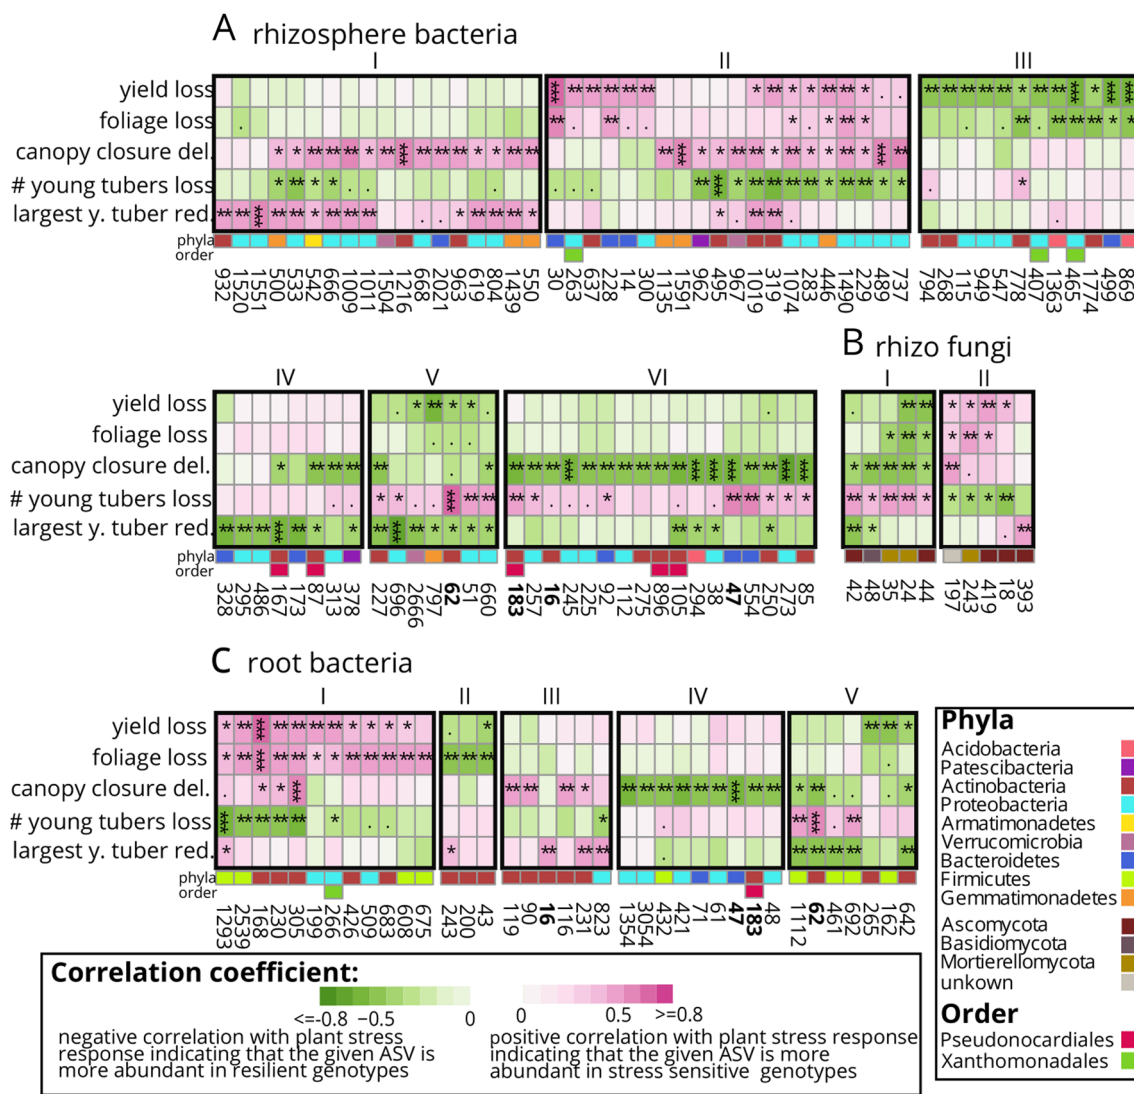 A rhizosphere bacteria
I II III
yield loss
foliage loss
canopy closure del.
# young tubers loss
largest y. tuber red.
phyla
order
932 1520 1551 500 533 542 666 1009 1011 1504 1216 668 2021 963 619 804 1439 550 30 263 637 228 14 300 1135 1591 962 495 967 1019 319 1074 283 446 1490 229 489 737 794 268 115 149 949 547 778 407 1363 465 1774 499 869
B rhizo fungi
IV V VI I II
yield loss
foliage loss
canopy closure del.
# young tubers loss
largest y. tuber red.
phyla
order
328 295 486 167 173 87 313 378 227 696 2666 797 62 51 660 183 257 16 245 225 92 112 275 896 105 294 38 47 554 250 273 85 42 48 35 24 44 197 243 419 18 393
C root bacteria
I II III IV V
yield loss
foliage loss
canopy closure del.
# young tubers loss
largest y. tuber red.
phyla
order
1293 2539 168 230 305 199 266 426 509 683 608 675 243 200 43 119 90 16 116 231 823 1354 3054 432 421 71 61 47 183 48 1112 62 461 692 265 162 642
Phyla
Acidobacteria
Patescibacteria
Actinobacteria
Proteobacteria
Armatimonadetes
Verrucomicrobia
Bacteroidetes
Firmicutes
Gemmatimonadetes
Ascomycota
Basidiomycota
Mortierellomycota
unkown
Order
Pseudonocardiales
Xanthomonadales
Correlation coefficient:
<=-0.8 −0.5 0 0 0.5 >=0.8
negative correlation with plant stress
response indicating that the given ASV is
more abundant in resilient genotypes
positive correlation with plant stress response
indicating that the given ASV is more
abundant in stress sensitive genotypes